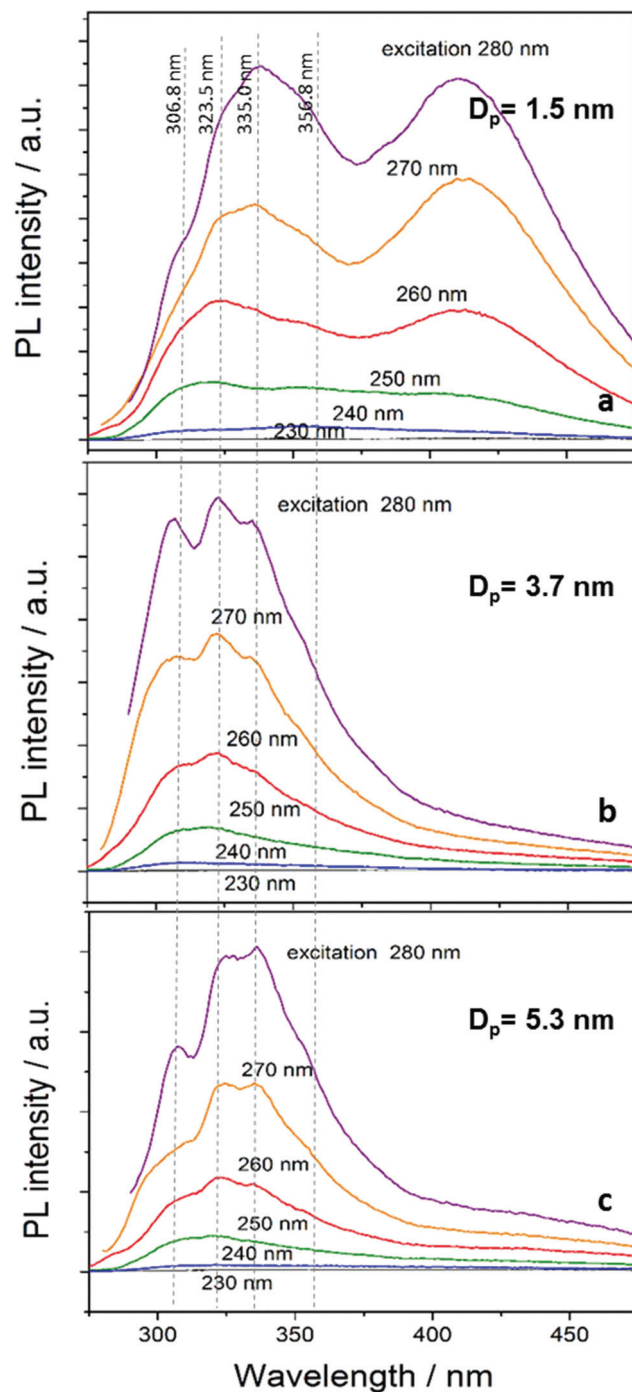 306.8 nm
323.5 nm
335.0 nm
356.8 nm
excitation 280 nm
Dp= 1.5 nm
270 nm
260 nm
250 nm
240 nm
230 nm
a
PL intensity / a.u.
excitation 280 nm
Dp= 3.7 nm
270 nm
260 nm
250 nm
240 nm
230 nm
b
PL intensity / a.u.
excitation 280 nm
Dp= 5.3 nm
270 nm
260 nm
250 nm
240 nm
230 nm
c
PL intensity / a.u.
300 350 400 450
Wavelength / nm